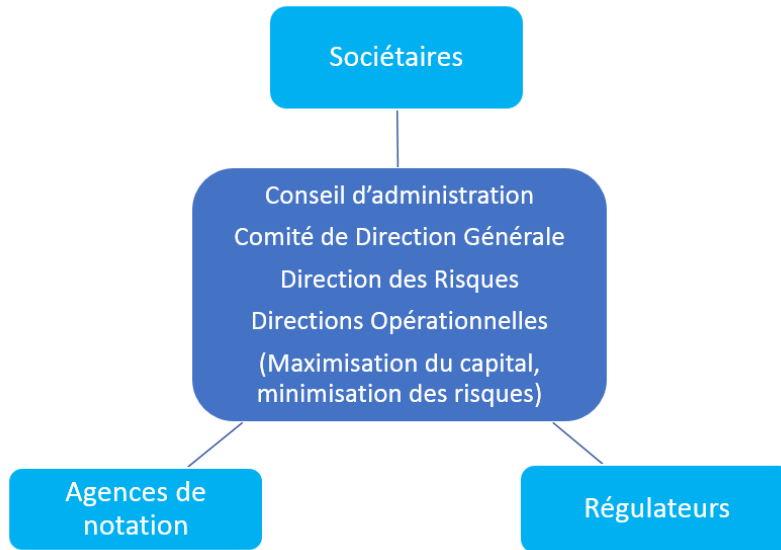 Sociétaires
Conseil d’administration
Comité de Direction Générale
Direction des Risques
Directions Opérationnelles
(Maximisation du capital,
minimisation des risques)
Agences de
notation
Régulateurs